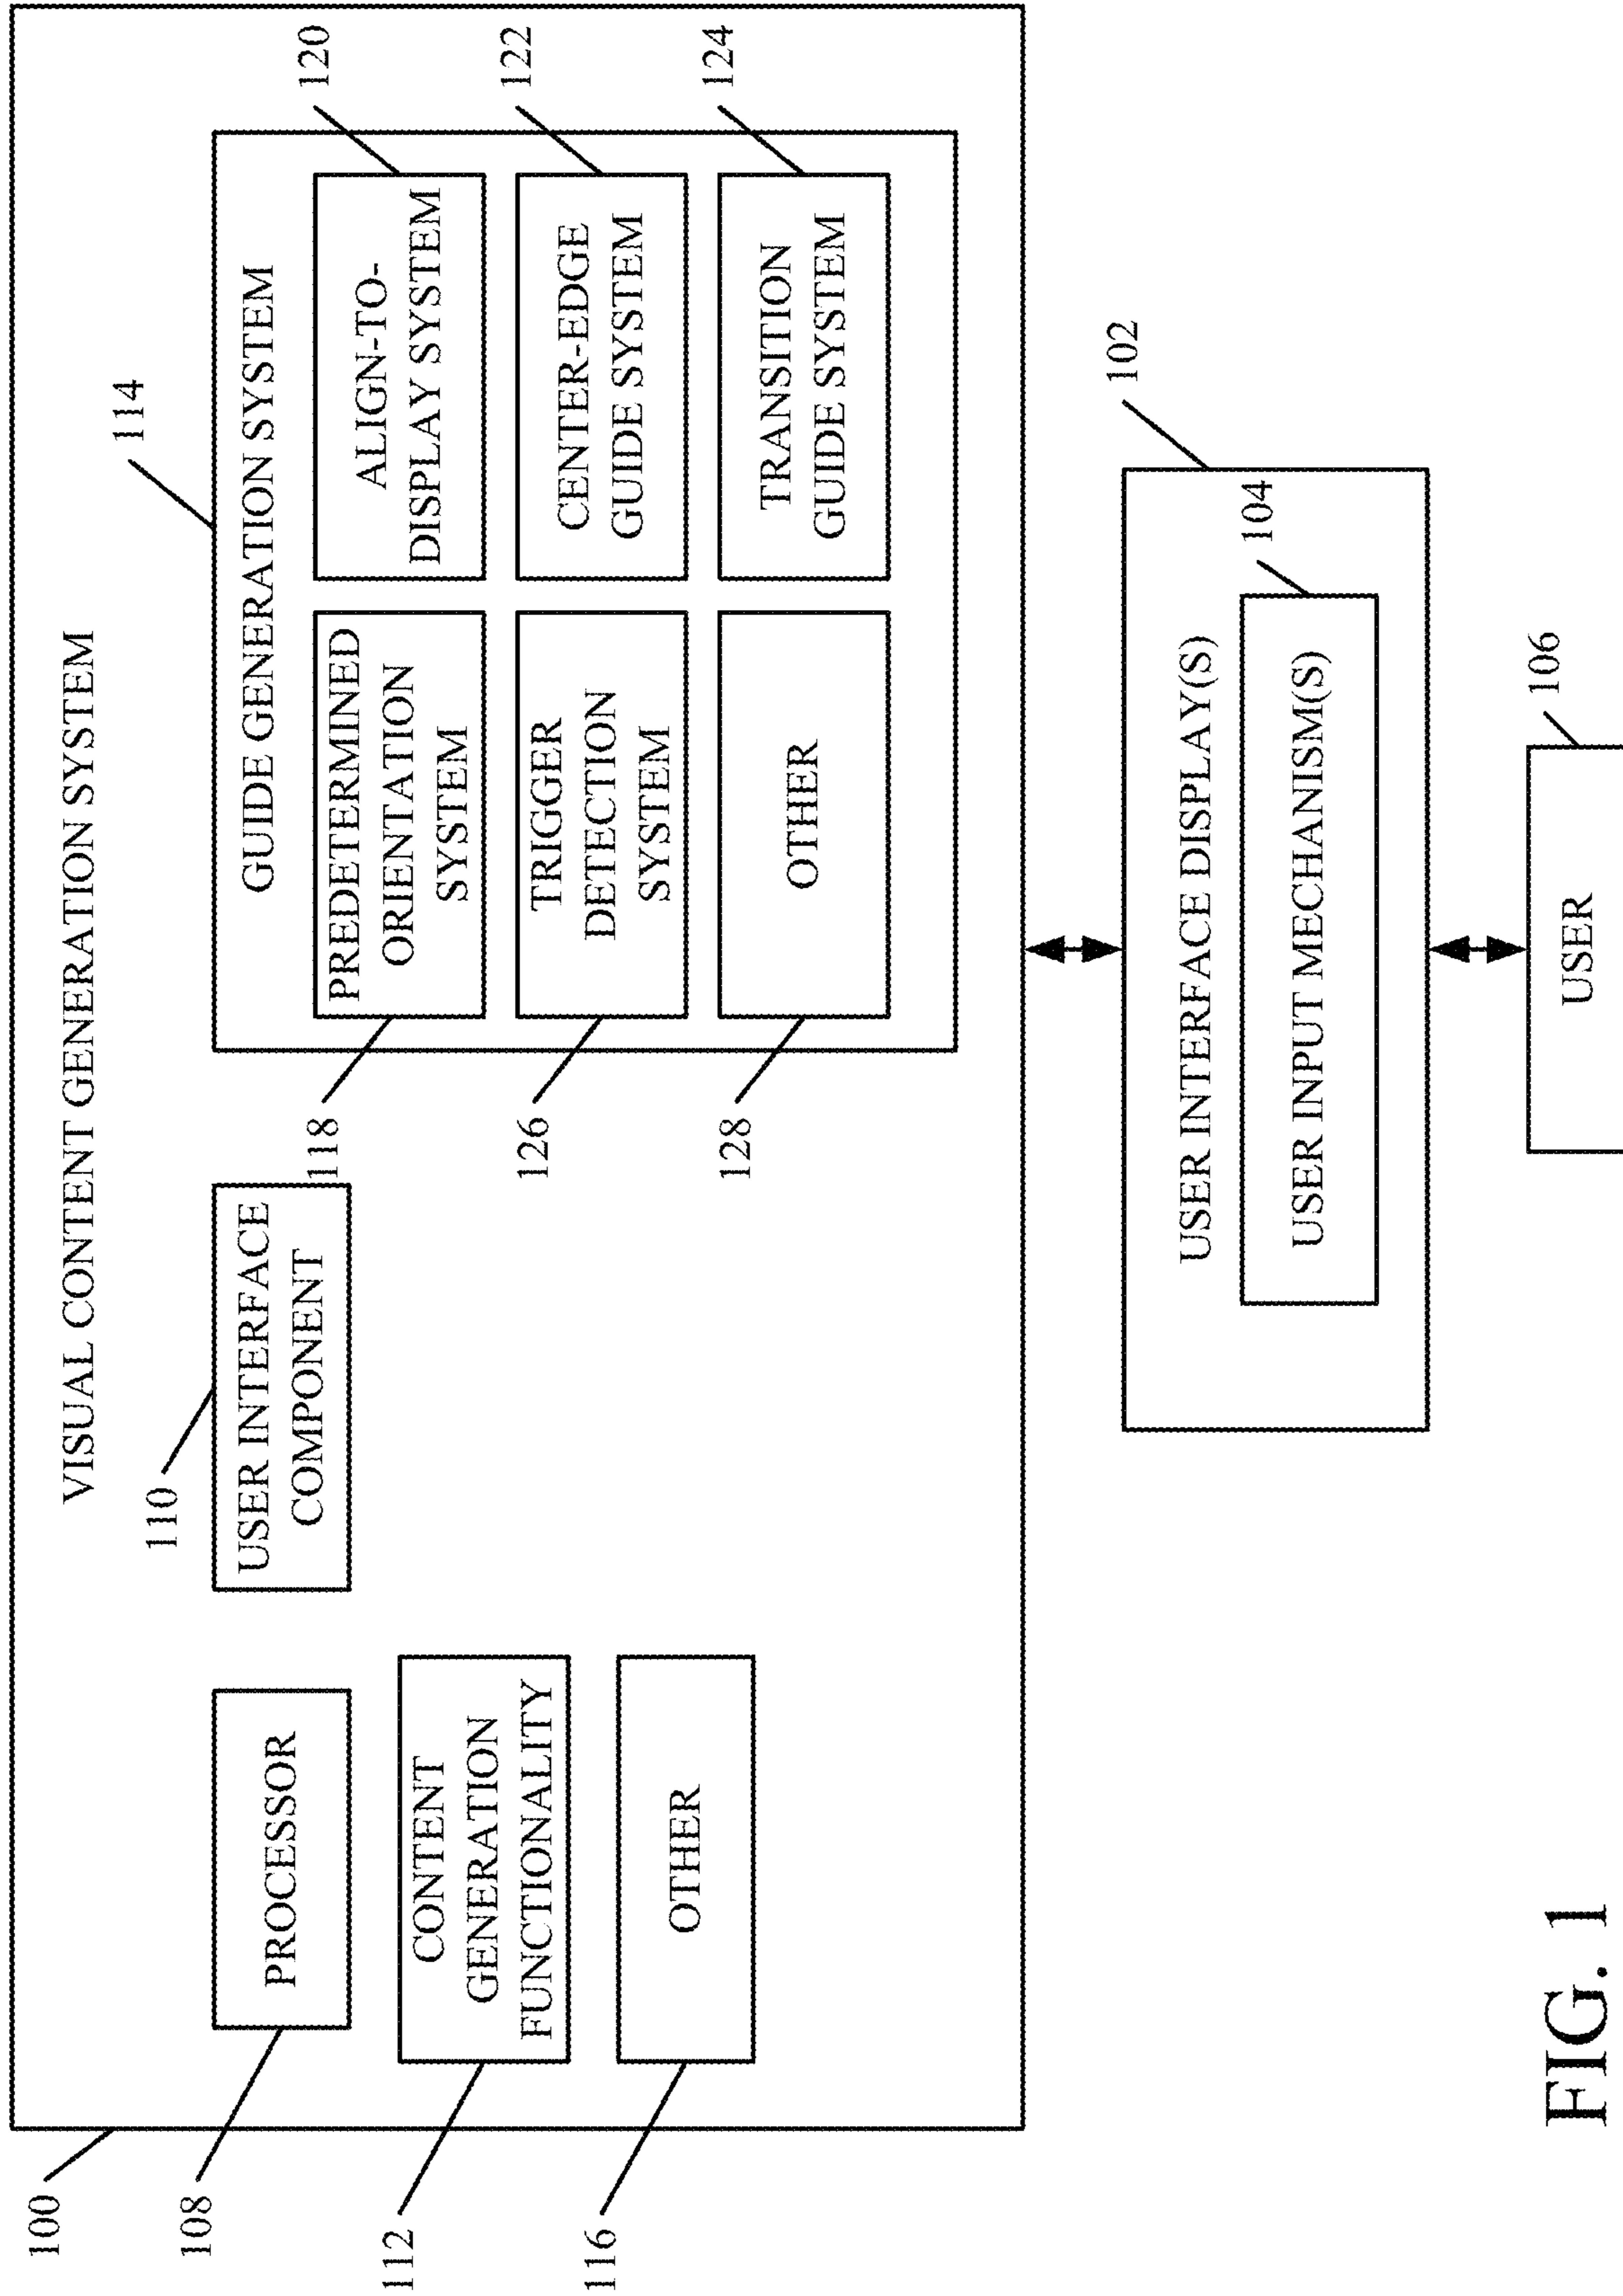 VISUAL CONTENT GENERATION SYSTEM
100
108
PROCESSOR
112
CONTENT
GENERATION
FUNCTIONALITY
116
OTHER
110
USER INTERFACE
COMPONENT
114
GUIDE GENERATION SYSTEM
118
PREDETERMINED
ORIENTATION
SYSTEM
120
ALIGN-TO-
DISPLAY SYSTEM
126
TRIGGER
DETECTION
SYSTEM
122
CENTER-EDGE
GUIDE SYSTEM
128
OTHER
124
TRANSITION
GUIDE SYSTEM
102
USER INTERFACE DISPLAY(S)
104
USER INPUT MECHANISM(S)
106
USER
FIG. 1